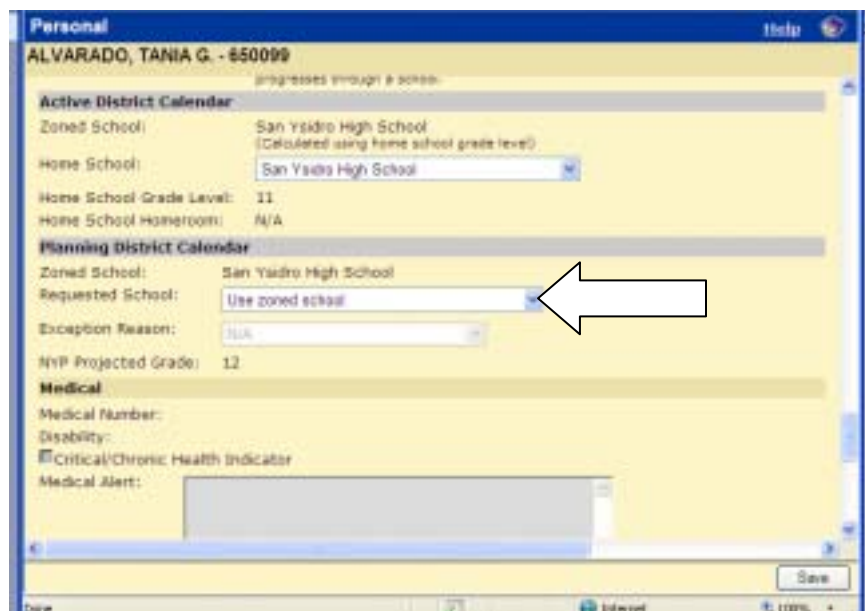 Personal
Help
ALVARADO, TANIA G. - 650099
progresses through a school.
Active District Calendar
Zoned School: San Ysidro High School
(Calculated using home school grade level)
Home School: San Ysidro High School
Home School Grade Level: 11
Home School Homeroom: N/A
Planning District Calendar
Zoned School: San Ysidro High School
Requested School: Use zoned school
Exception Reason: N/A
NYP Projected Grade: 12
Medical
Medical Number:
Disability:
Critical/Chronic Health Indicator
Medical Alert:
Save
Done
Internet
100%